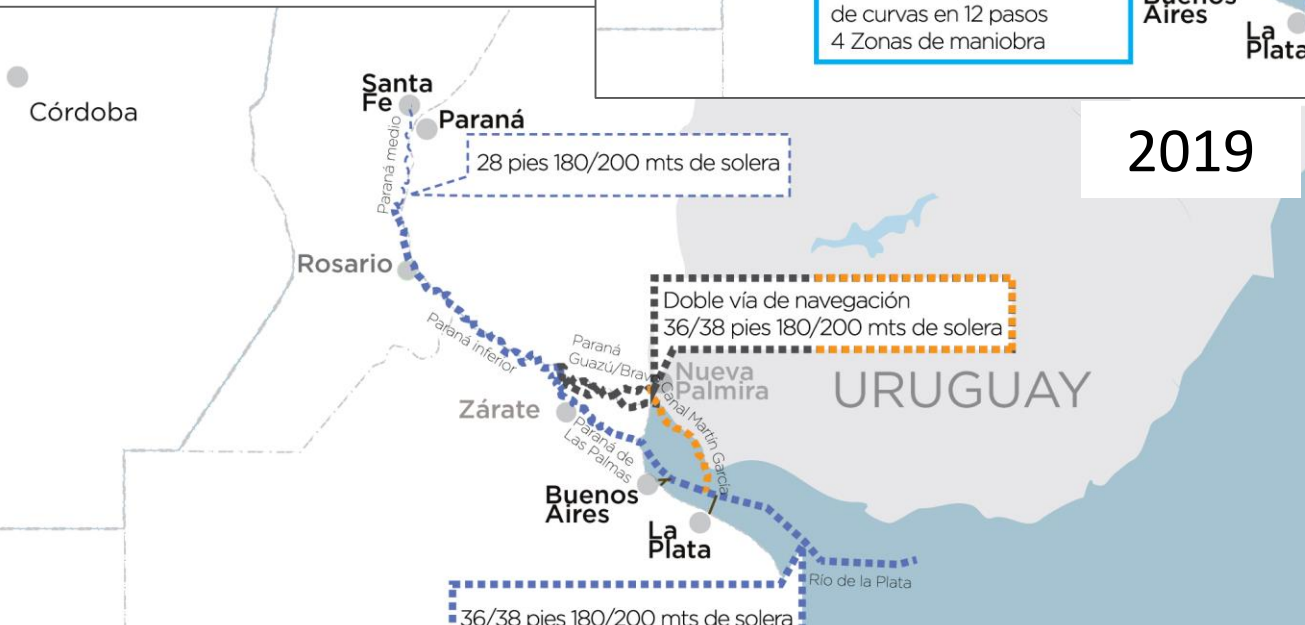 de curvas en 12 pasos
4 Zonas de maniobra
Aires
La
Plata
2019
Córdoba
Santa
Fe
Paraná
Paraná medio
28 pies 180/200 mts de solera
Rosario
Doble vía de navegación
36/38 pies 180/200 mts de solera
Paraná inferior
Paraná
Guazú/Brav
Nueva
Palmira
URUGUAY
Canal Martín García
Zárate
Paraná de
Las Palmas
Buenos
Aires
La
Plata
Río de la Plata
36/38 pies 180/200 mts de solera